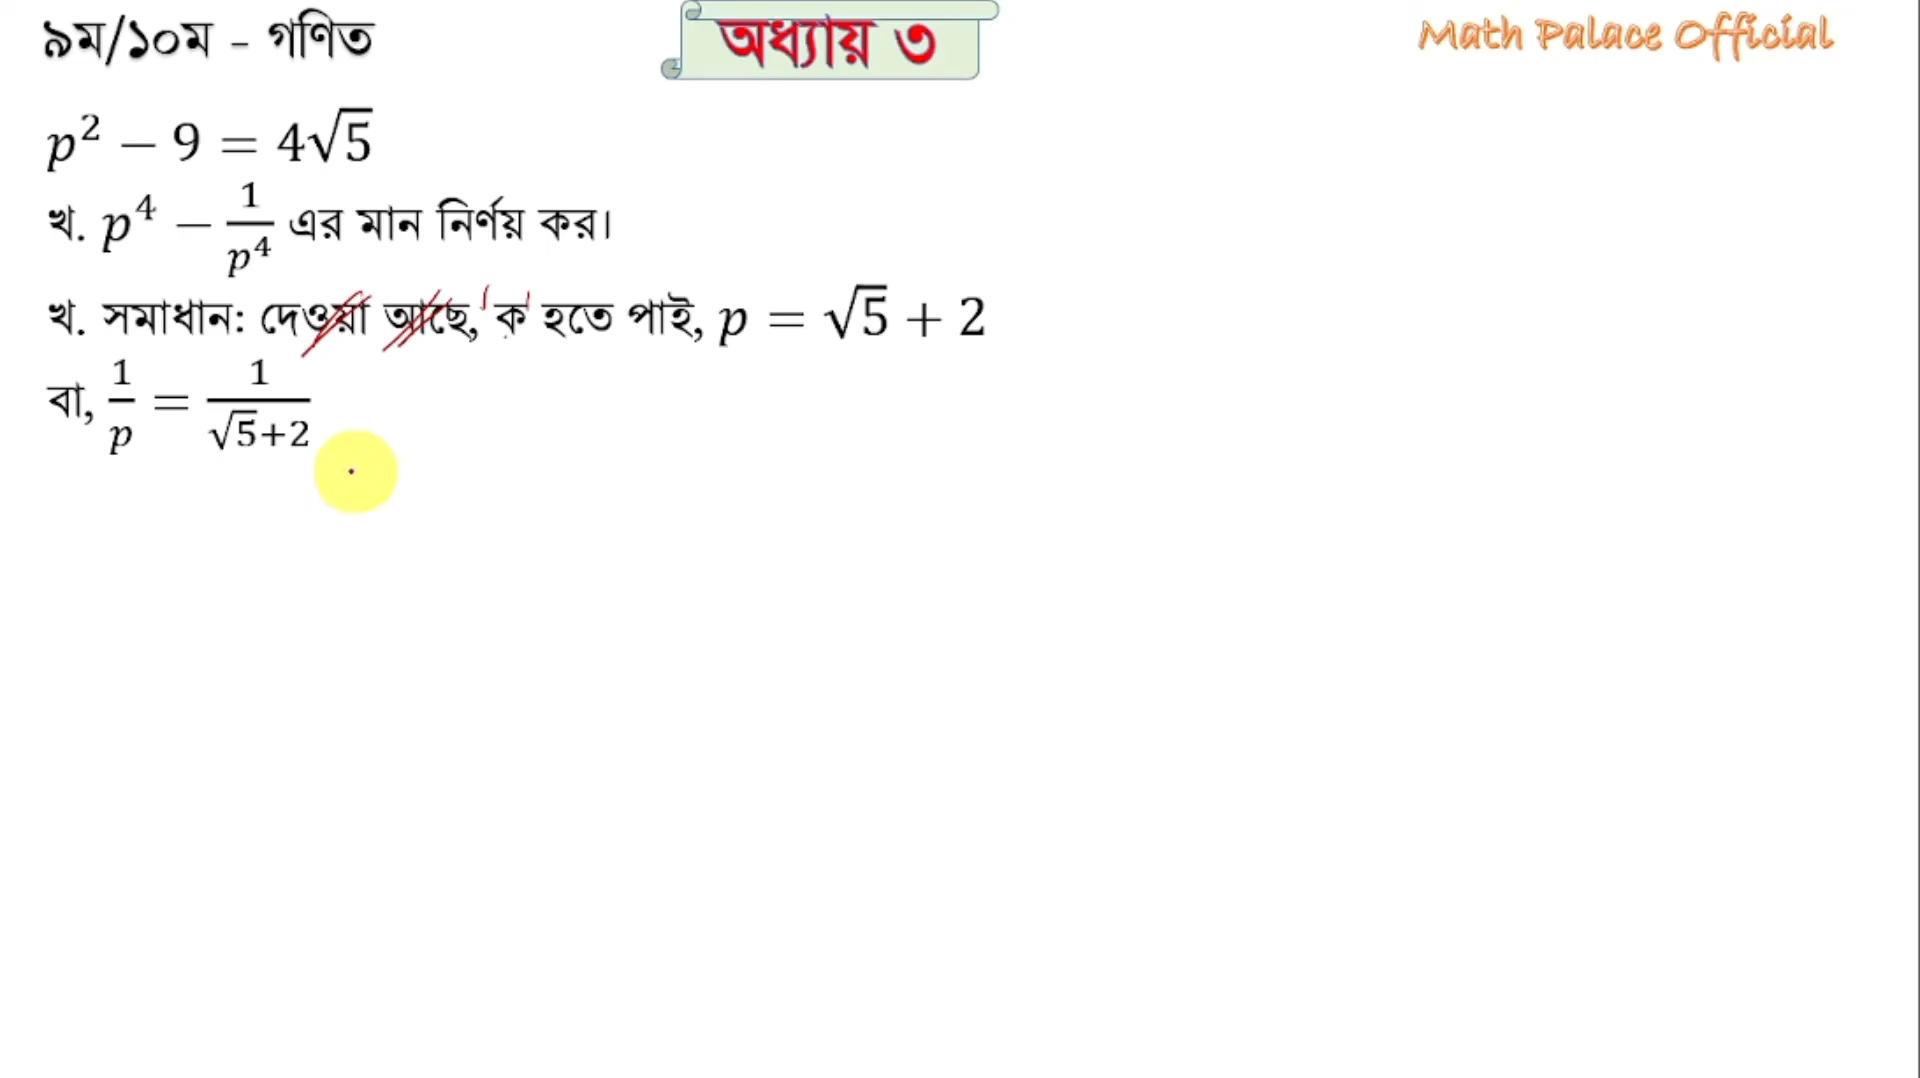 ৯ম/১০ম - গণিত
অধ্যায় ৩
Math Palace Official
p² − 9 = 4√5
খ. p⁴ − 1/p⁴ এর মান নির্ণয় কর।
খ. সমাধান: দেওয়া আছে, 'ক' হতে পাই, p = √5 + 2
বা, 1/p = 1/(√5+2)